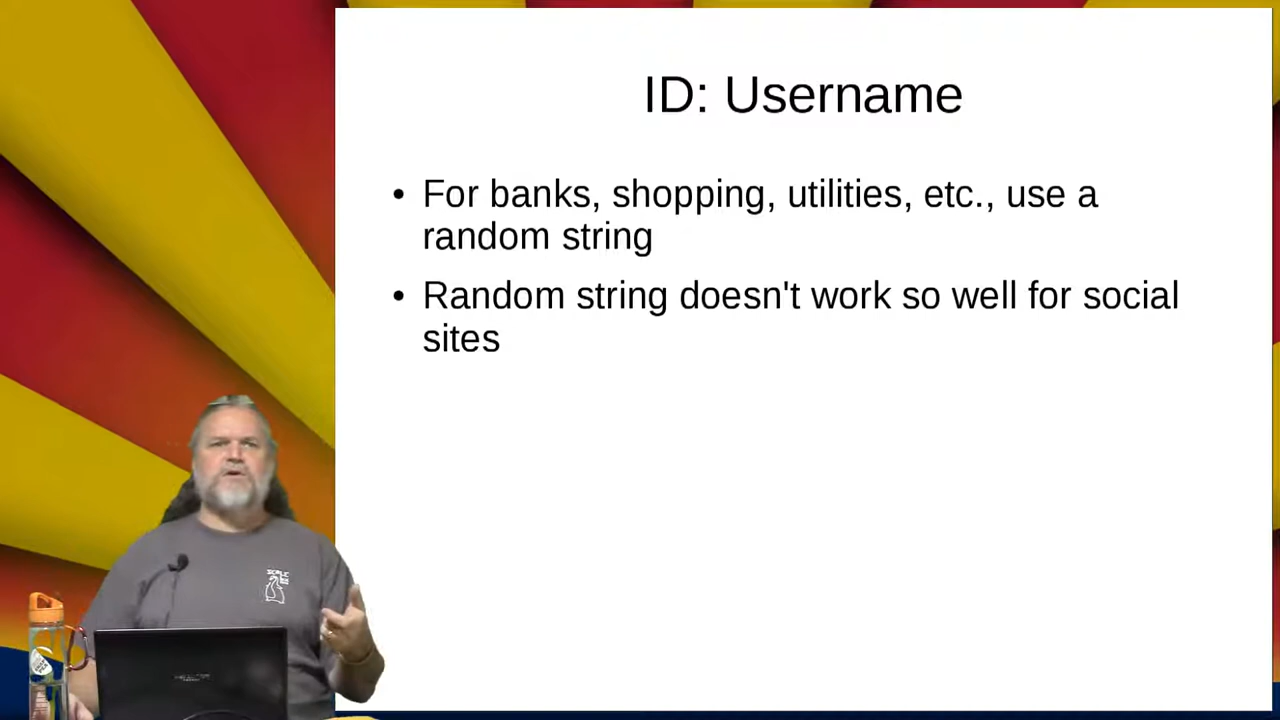 ID: Username
• For banks, shopping, utilities, etc., use a
random string
• Random string doesn't work so well for social
sites